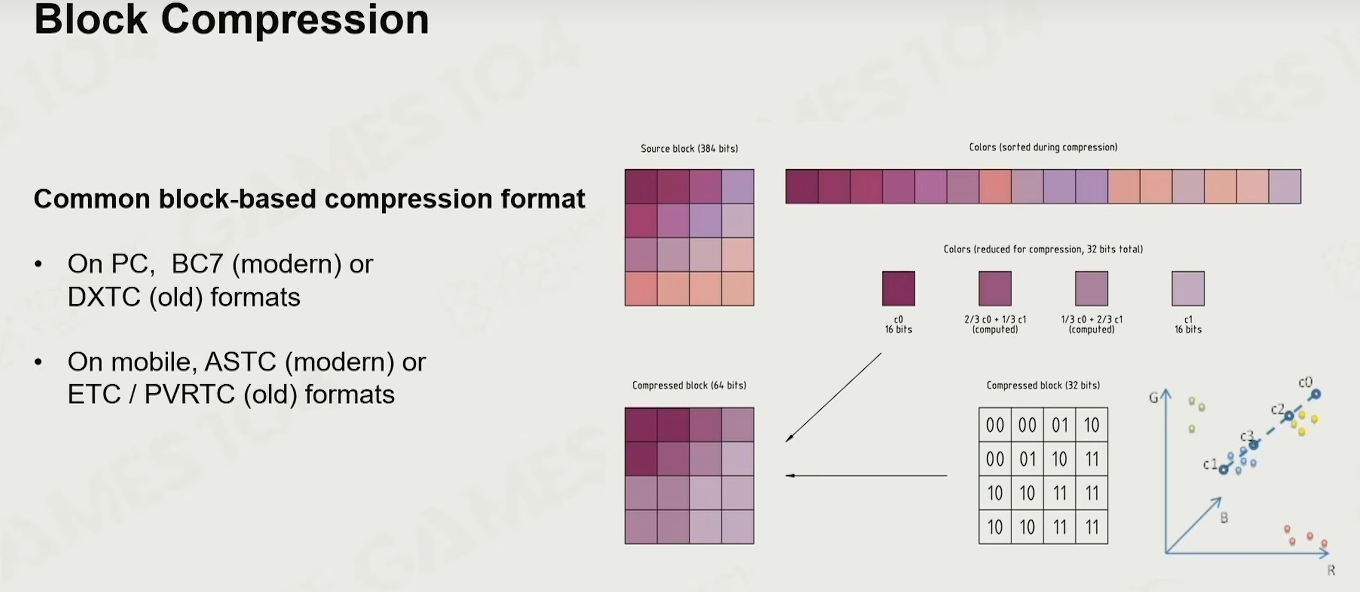 Block Compression
Common block-based compression format
• On PC, BC7 (modern) or
DXTC (old) formats
• On mobile, ASTC (modern) or
ETC / PVRTC (old) formats
Source block (384 bits)
Colors (sorted during compression)
Colors (reduced for compression, 32 bits total)
c0
16 bits
2/3 c0 + 1/3 c1
(computed)
1/3 c0 + 2/3 c1
(computed)
c1
16 bits
Compressed block (64 bits)
Compressed block (32 bits)
00 00 01 10
00 01 10 11
10 10 11 11
10 10 11 11
G
c0
c2
c3
c1
B
R
GAMES 104